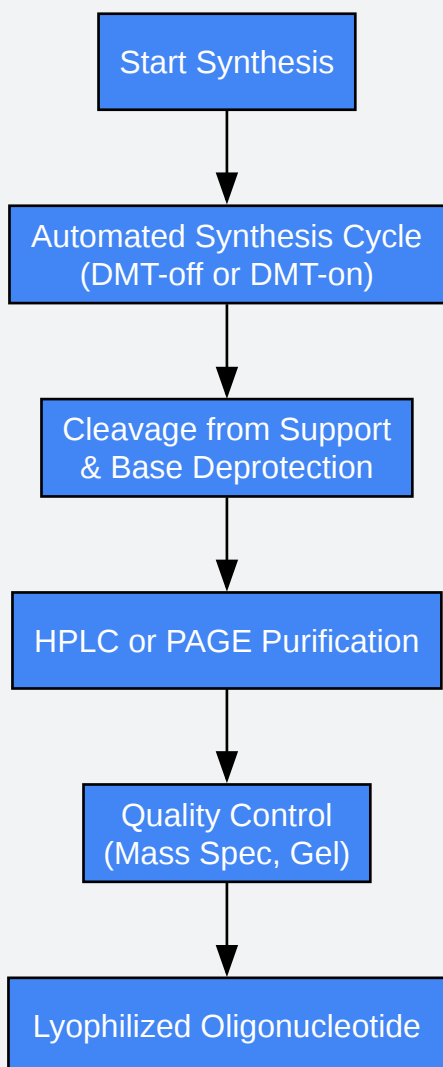 Start Synthesis
Automated Synthesis Cycle
(DMT-off or DMT-on)
Cleavage from Support
& Base Deprotection
HPLC or PAGE Purification
Quality Control
(Mass Spec, Gel)
Lyophilized Oligonucleotide